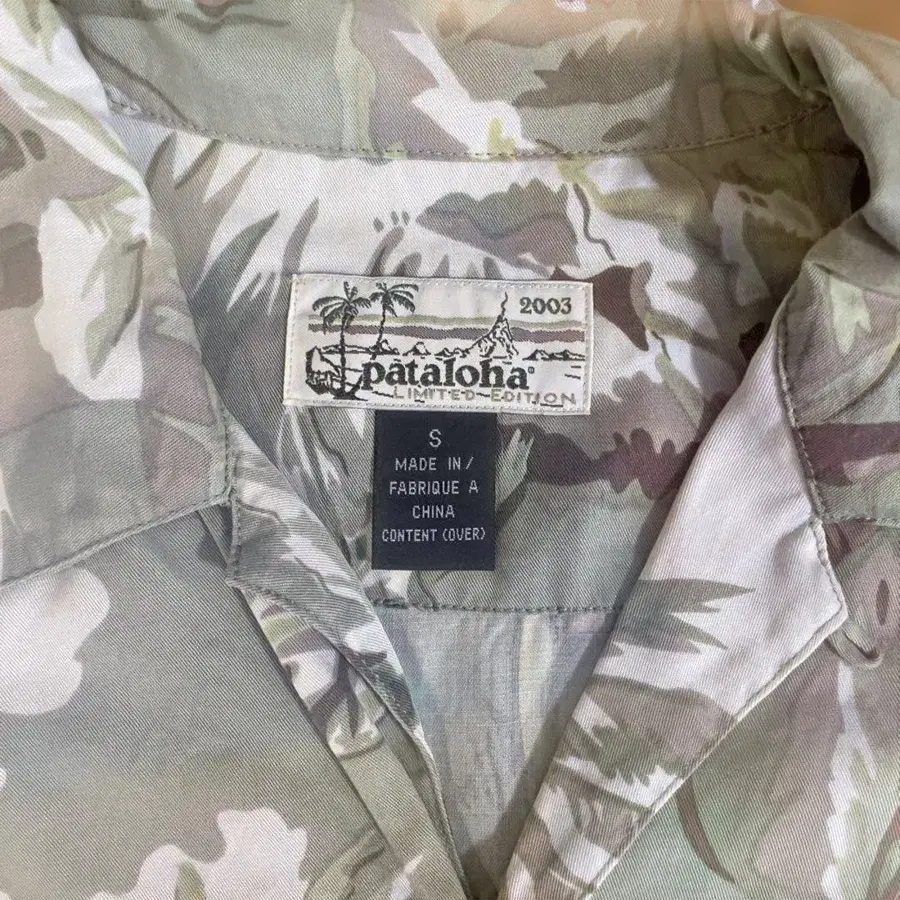 2003
pataloha®
LIMITED-EDITION
S
MADE IN/
FABRIQUE A
CHINA
CONTENT (OVER)